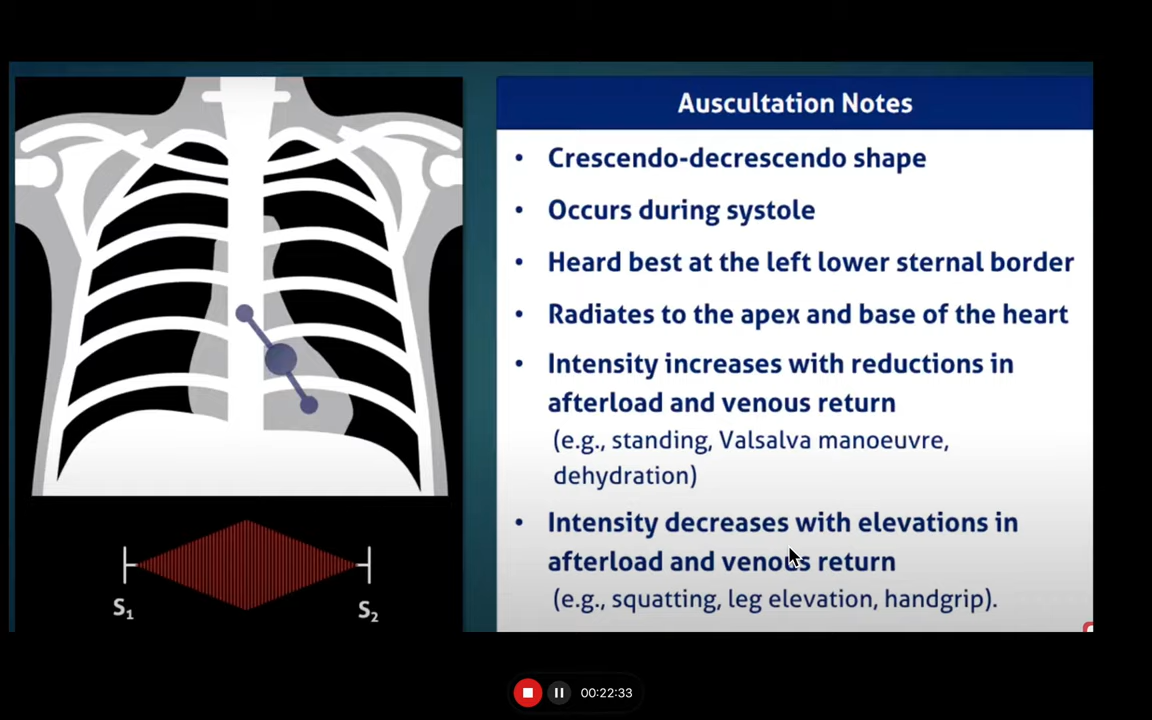 Auscultation Notes
• Crescendo-decrescendo shape
• Occurs during systole
• Heard best at the left lower sternal border
• Radiates to the apex and base of the heart
• Intensity increases with reductions in
afterload and venous return
(e.g., standing, Valsalva manoeuvre,
dehydration)
• Intensity decreases with elevations in
afterload and venous return
(e.g., squatting, leg elevation, handgrip).
S₁
S₂
00:22:33